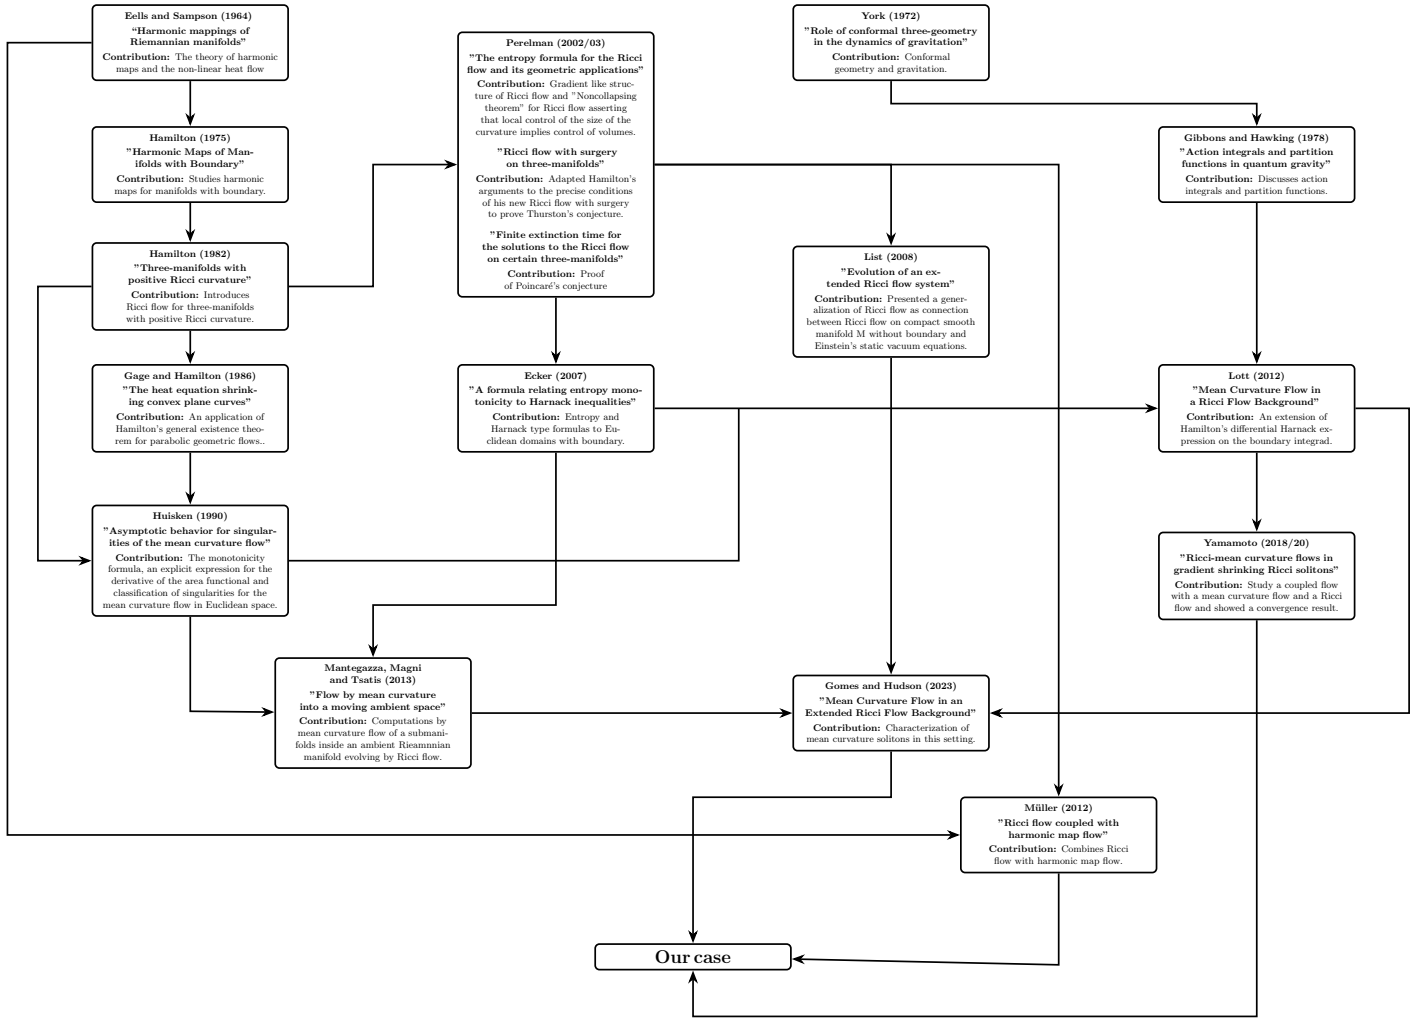 Eells and Sampson (1964)
“Harmonic mappings of
Riemannian manifolds”
Contribution: The theory of harmonic
maps and the non-linear heat flow
Hamilton (1975)
”Harmonic Maps of Man-
ifolds with Boundary”
Contribution: Studies harmonic
maps for manifolds with boundary.
Hamilton (1982)
”Three-manifolds with
positive Ricci curvature”
Contribution: Introduces
Ricci flow for three-manifolds
with positive Ricci curvature.
Gage and Hamilton (1986)
”The heat equation shrink-
ing convex plane curves”
Contribution: An application of
Hamilton’s general existence theo-
rem for parabolic geometric flows..
Huisken (1990)
”Asymptotic behavior for singular-
ities of the mean curvature flow”
Contribution: The monotonicity
formula, an explicit expression for the
derivative of the area functional and
classification of singularities for the
mean curvature flow in Euclidean space.
Mantegazza, Magni
and Tsatis (2013)
”Flow by mean curvature
into a moving ambient space”
Contribution: Computations by
mean curvature flow of a submani-
folds inside an ambient Rieamnnian
manifold evolving by Ricci flow.
Perelman (2002/03)
”The entropy formula for the Ricci
flow and its geometric applications”
Contribution: Gradient like struc-
ture of Ricci flow and ”Noncollapsing
theorem” for Ricci flow asserting
that local control of the size of the
curvature implies control of volumes.
”Ricci flow with surgery
on three-manifolds”
Contribution: Adapted Hamilton’s
arguments to the precise conditions
of his new Ricci flow with surgery
to prove Thurston’s conjecture.
”Finite extinction time for
the solutions to the Ricci flow
on certain three-manifolds”
Contribution: Proof
of Poincaré’s conjecture
Ecker (2007)
”A formula relating entropy mono-
tonicity to Harnack inequalities”
Contribution: Entropy and
Harnack type formulas to Eu-
clidean domains with boundary.
York (1972)
”Role of conformal three-geometry
in the dynamics of gravitation”
Contribution: Conformal
geometry and gravitation.
List (2008)
”Evolution of an ex-
tended Ricci flow system”
Contribution: Presented a gener-
alization of Ricci flow as connection
between Ricci flow on compact smooth
manifold M without boundary and
Einstein’s static vacuum equations.
Gomes and Hudson (2023)
”Mean Curvature Flow in an
Extended Ricci Flow Background”
Contribution: Characterization of
mean curvature solitons in this setting.
Gibbons and Hawking (1978)
”Action integrals and partition
functions in quantum gravity”
Contribution: Discusses action
integrals and partition functions.
Lott (2012)
”Mean Curvature Flow in
a Ricci Flow Background”
Contribution: An extension of
Hamilton’s differential Harnack ex-
pression on the boundary integrad.
Yamamoto (2018/20)
”Ricci-mean curvature flows in
gradient shrinking Ricci solitons”
Contribution: Study a coupled flow
with a mean curvature flow and a Ricci
flow and showed a convergence result.
Müller (2012)
”Ricci flow coupled with
harmonic map flow”
Contribution: Combines Ricci
flow with harmonic map flow.
Our case